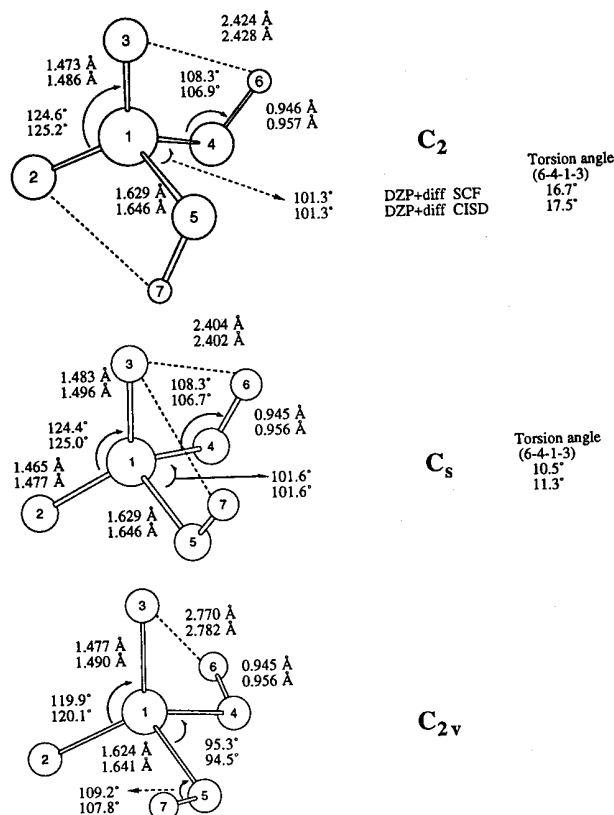 2.424 Å
2.428 Å
3
1.473 Å
1.486 Å
108.3°
106.9°
6
124.6°
125.2°
0.946 Å
0.957 Å
1
4
C2
2
Torsion angle
(6-4-1-3)
1.629 Å
1.646 Å
5
101.3° DZP+diff SCF 16.7°
101.3° DZP+diff CISD 17.5°
7
2.404 Å
2.402 Å
3
1.483 Å
1.496 Å
108.3°
106.7°
6
0.945 Å
0.956 Å
124.4°
125.0°
4
Torsion angle
(6-4-1-3)
1.465 Å
1.477 Å
1
Cs
10.5°
11.3°
101.6°
101.6°
2
7
1.629 Å
1.646 Å
5
3
2.770 Å
2.782 Å
1.477 Å
1.490 Å
6
0.945 Å
0.956 Å
119.9°
120.1°
1
4
C2v
2
1.624 Å
1.641 Å
95.3°
94.5°
109.2°
107.8°
7
5